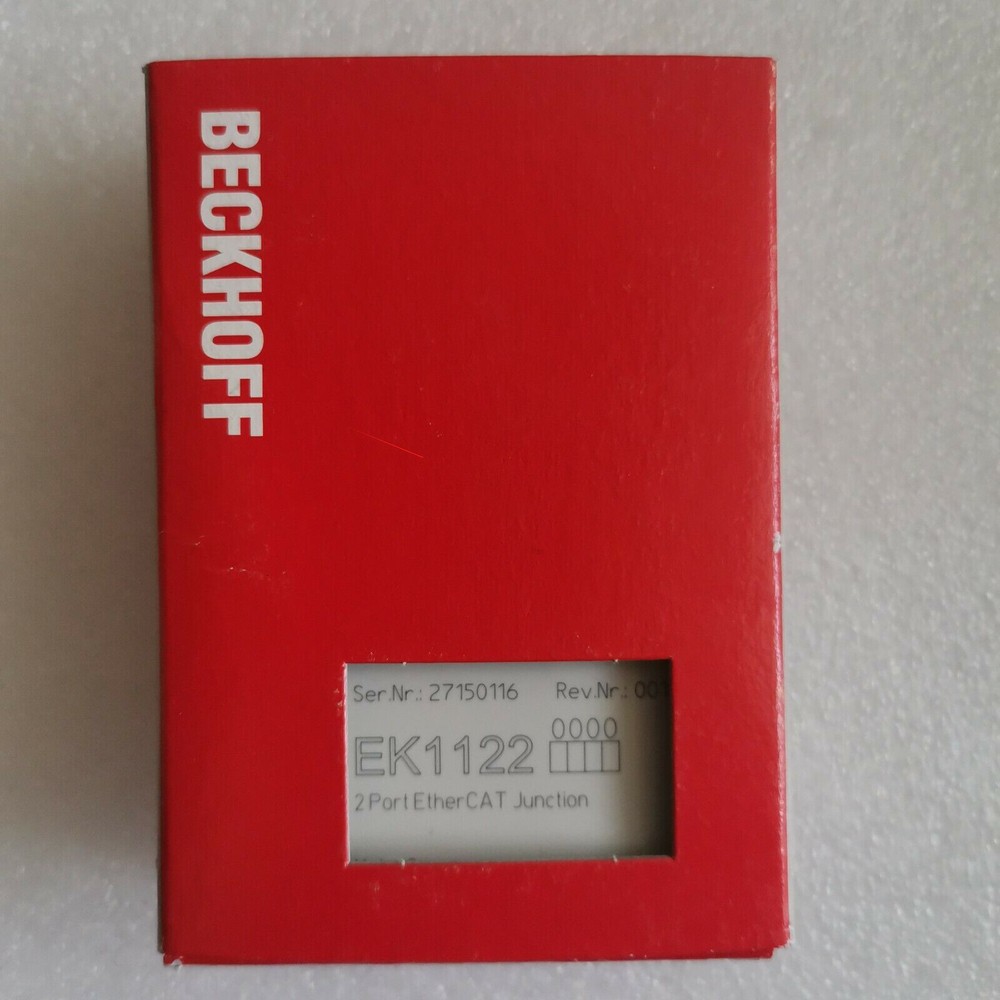 BECKHOFF
Ser.Nr.: 27150116 Rev.Nr.: 001
0000
EK1122
2 Port EtherCAT Junction